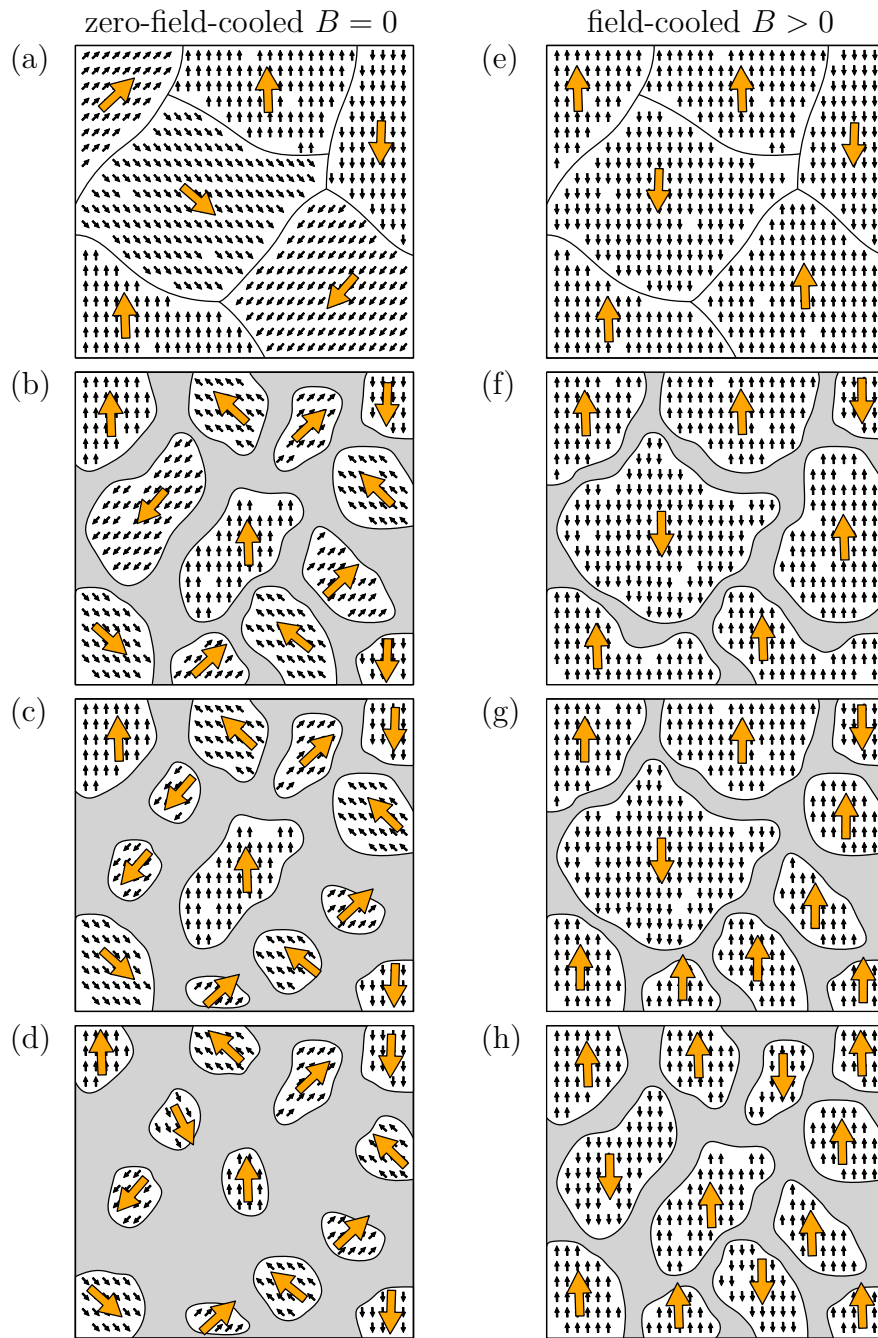 zero-field-cooled B = 0
field-cooled B > 0
(a)
(e)
(b)
(f)
(c)
(g)
(d)
(h)